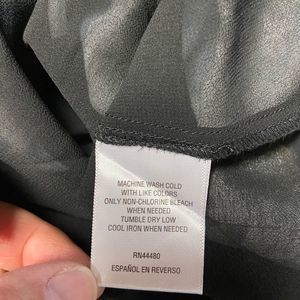 MACHINE WASH COLD
WITH LIKE COLORS
ONLY NON-CHLORINE BLEACH
WHEN NEEDED
TUMBLE DRY LOW
COOL IRON WHEN NEEDED
RN44480
ESPAÑOL EN REVERSO